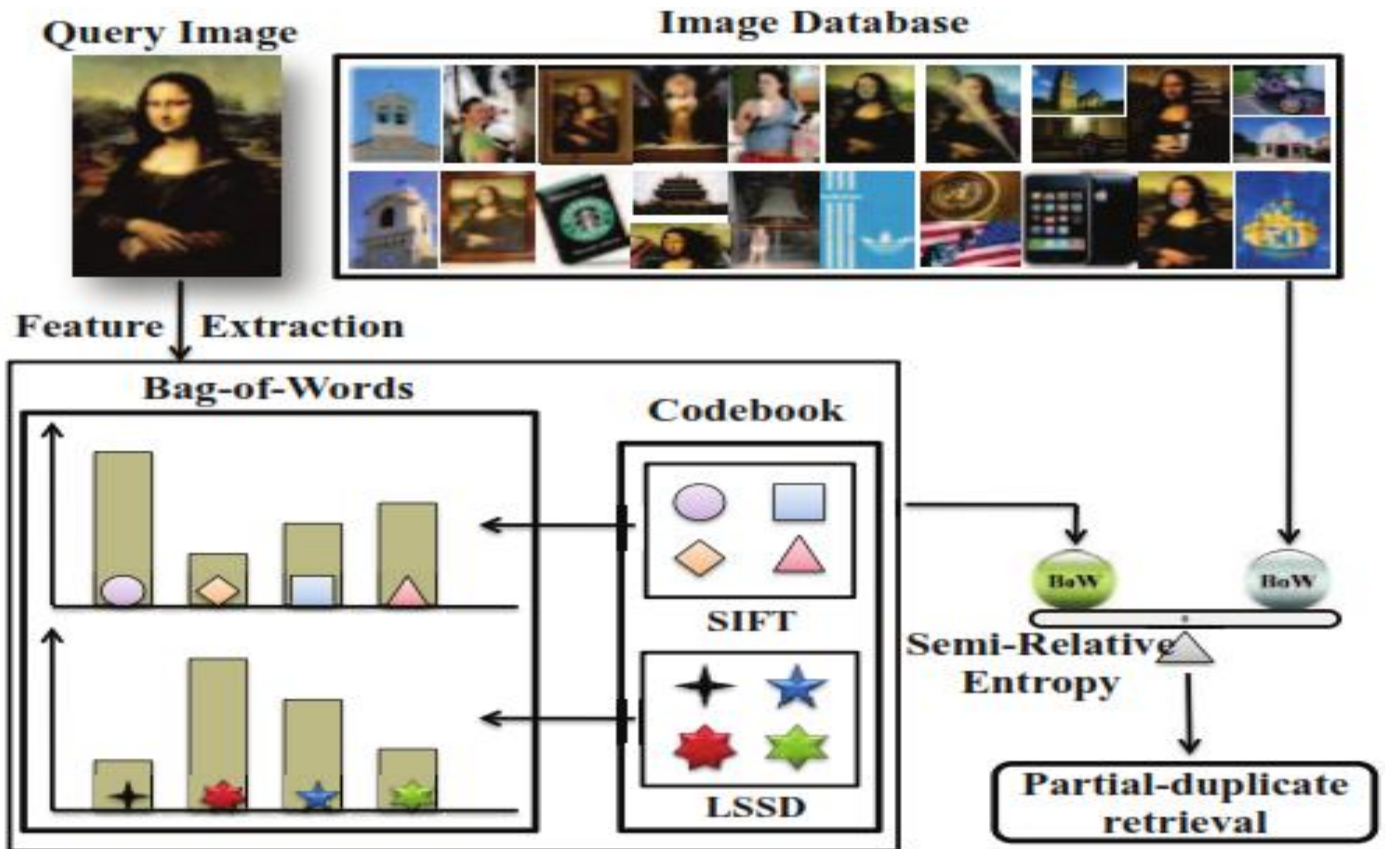 Query Image
Image Database
Feature Extraction
Bag-of-Words
Codebook
SIFT
LSSD
BoW
BoW
Semi-Relative
Entropy
Partial-duplicate
retrieval